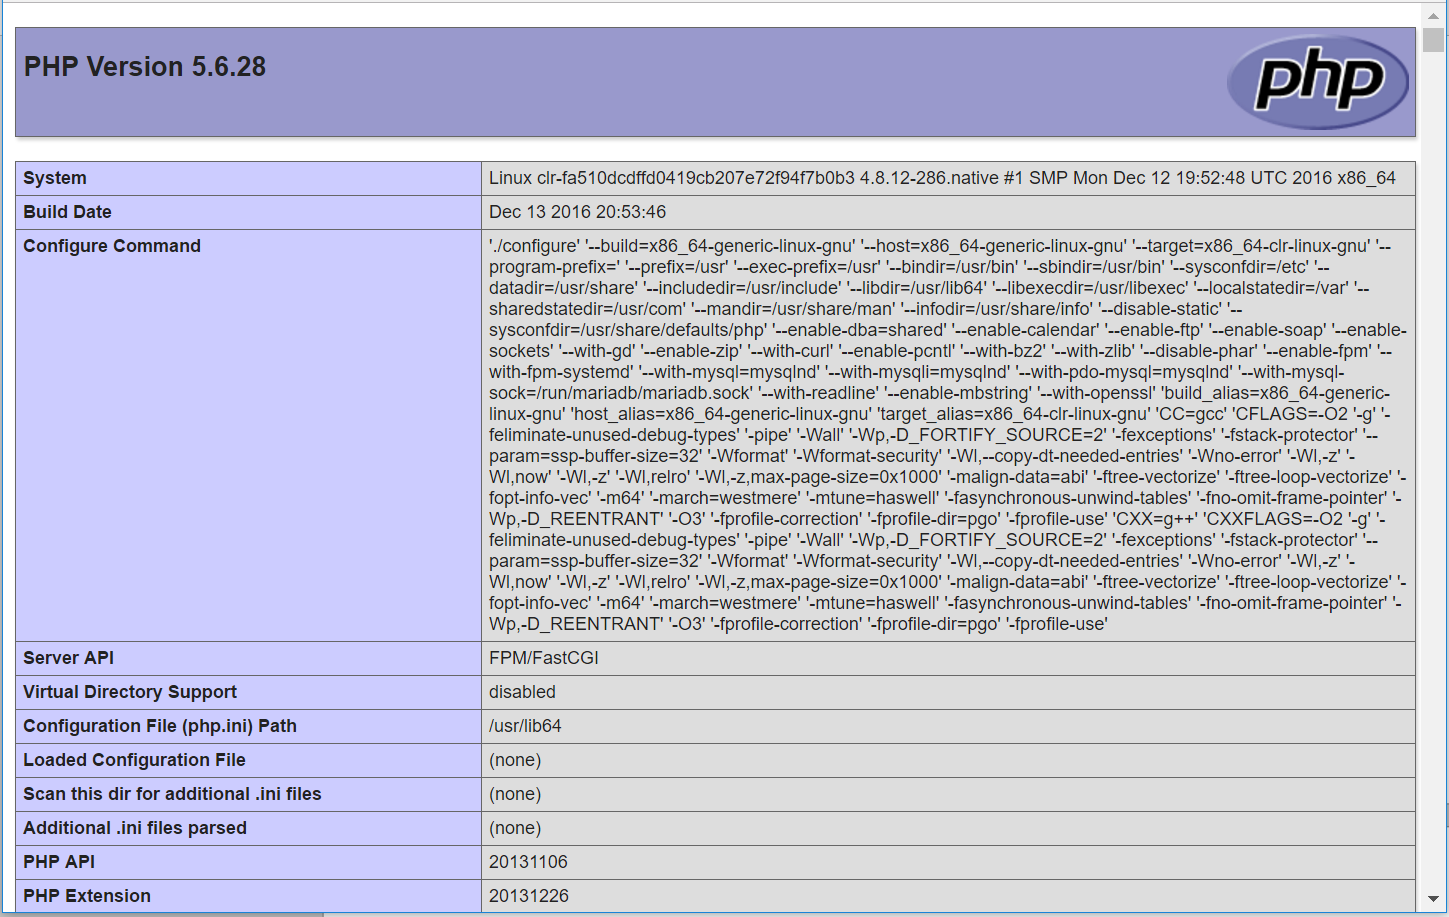 PHP Version 5.6.28
php
System
Linux clr-fa510dcdffd0419cb207e72f94f7b0b3 4.8.12-286.native #1 SMP Mon Dec 12 19:52:48 UTC 2016 x86_64
Build Date
Dec 13 2016 20:53:46
Configure Command
'./configure' '--build=x86_64-generic-linux-gnu' '--host=x86_64-generic-linux-gnu' '--target=x86_64-clr-linux-gnu' '--
program-prefix=' '--prefix=/usr' '--exec-prefix=/usr' '--bindir=/usr/bin' '--sbindir=/usr/bin' '--sysconfdir=/etc' '--
datadir=/usr/share' '--includedir=/usr/include' '--libdir=/usr/lib64' '--libexecdir=/usr/libexec' '--localstatedir=/var' '--
sharedstatedir=/usr/com' '--mandir=/usr/share/man' '--infodir=/usr/share/info' '--disable-static' '--
sysconfdir=/usr/share/defaults/php' '--enable-dba=shared' '--enable-calendar' '--enable-ftp' '--enable-soap' '--enable-
sockets' '--with-gd' '--enable-zip' '--with-curl' '--enable-pcntl' '--with-bz2' '--with-zlib' '--disable-phar' '--enable-fpm' '--
with-fpm-systemd' '--with-mysql=mysqlnd' '--with-mysqli=mysqlnd' '--with-pdo-mysql=mysqlnd' '--with-mysql-
sock=/run/mariadb/mariadb.sock' '--with-readline' '--enable-mbstring' '--with-openssl' 'build_alias=x86_64-generic-
linux-gnu' 'host_alias=x86_64-generic-linux-gnu' 'target_alias=x86_64-clr-linux-gnu' 'CC=gcc' 'CFLAGS=-O2 '-g' '-
feliminate-unused-debug-types' '-pipe' '-Wall' '-Wp,-D_FORTIFY_SOURCE=2' '-fexceptions' '-fstack-protector' '--
param=ssp-buffer-size=32' '-Wformat' '-Wformat-security' '-Wl,--copy-dt-needed-entries' '-Wno-error' '-Wl,-z' '-
Wl,now' '-Wl,-z' '-Wl,relro' '-Wl,-z,max-page-size=0x1000' '-malign-data=abi' '-ftree-vectorize' '-ftree-loop-vectorize' '-
fopt-info-vec' '-m64' '-march=westmere' '-mtune=haswell' '-fasynchronous-unwind-tables' '-fno-omit-frame-pointer' '-
Wp,-D_REENTRANT' '-O3' '-fprofile-correction' '-fprofile-dir=pgo' '-fprofile-use' 'CXX=g++' 'CXXFLAGS=-O2 '-g' '-
feliminate-unused-debug-types' '-pipe' '-Wall' '-Wp,-D_FORTIFY_SOURCE=2' '-fexceptions' '-fstack-protector' '--
param=ssp-buffer-size=32' '-Wformat' '-Wformat-security' '-Wl,--copy-dt-needed-entries' '-Wno-error' '-Wl,-z' '-
Wl,now' '-Wl,-z' '-Wl,relro' '-Wl,-z,max-page-size=0x1000' '-malign-data=abi' '-ftree-vectorize' '-ftree-loop-vectorize' '-
fopt-info-vec' '-m64' '-march=westmere' '-mtune=haswell' '-fasynchronous-unwind-tables' '-fno-omit-frame-pointer' '-
Wp,-D_REENTRANT' '-O3' '-fprofile-correction' '-fprofile-dir=pgo' '-fprofile-use'
Server API
FPM/FastCGI
Virtual Directory Support
disabled
Configuration File (php.ini) Path
/usr/lib64
Loaded Configuration File
(none)
Scan this dir for additional .ini files
(none)
Additional .ini files parsed
(none)
PHP API
20131106
PHP Extension
20131226